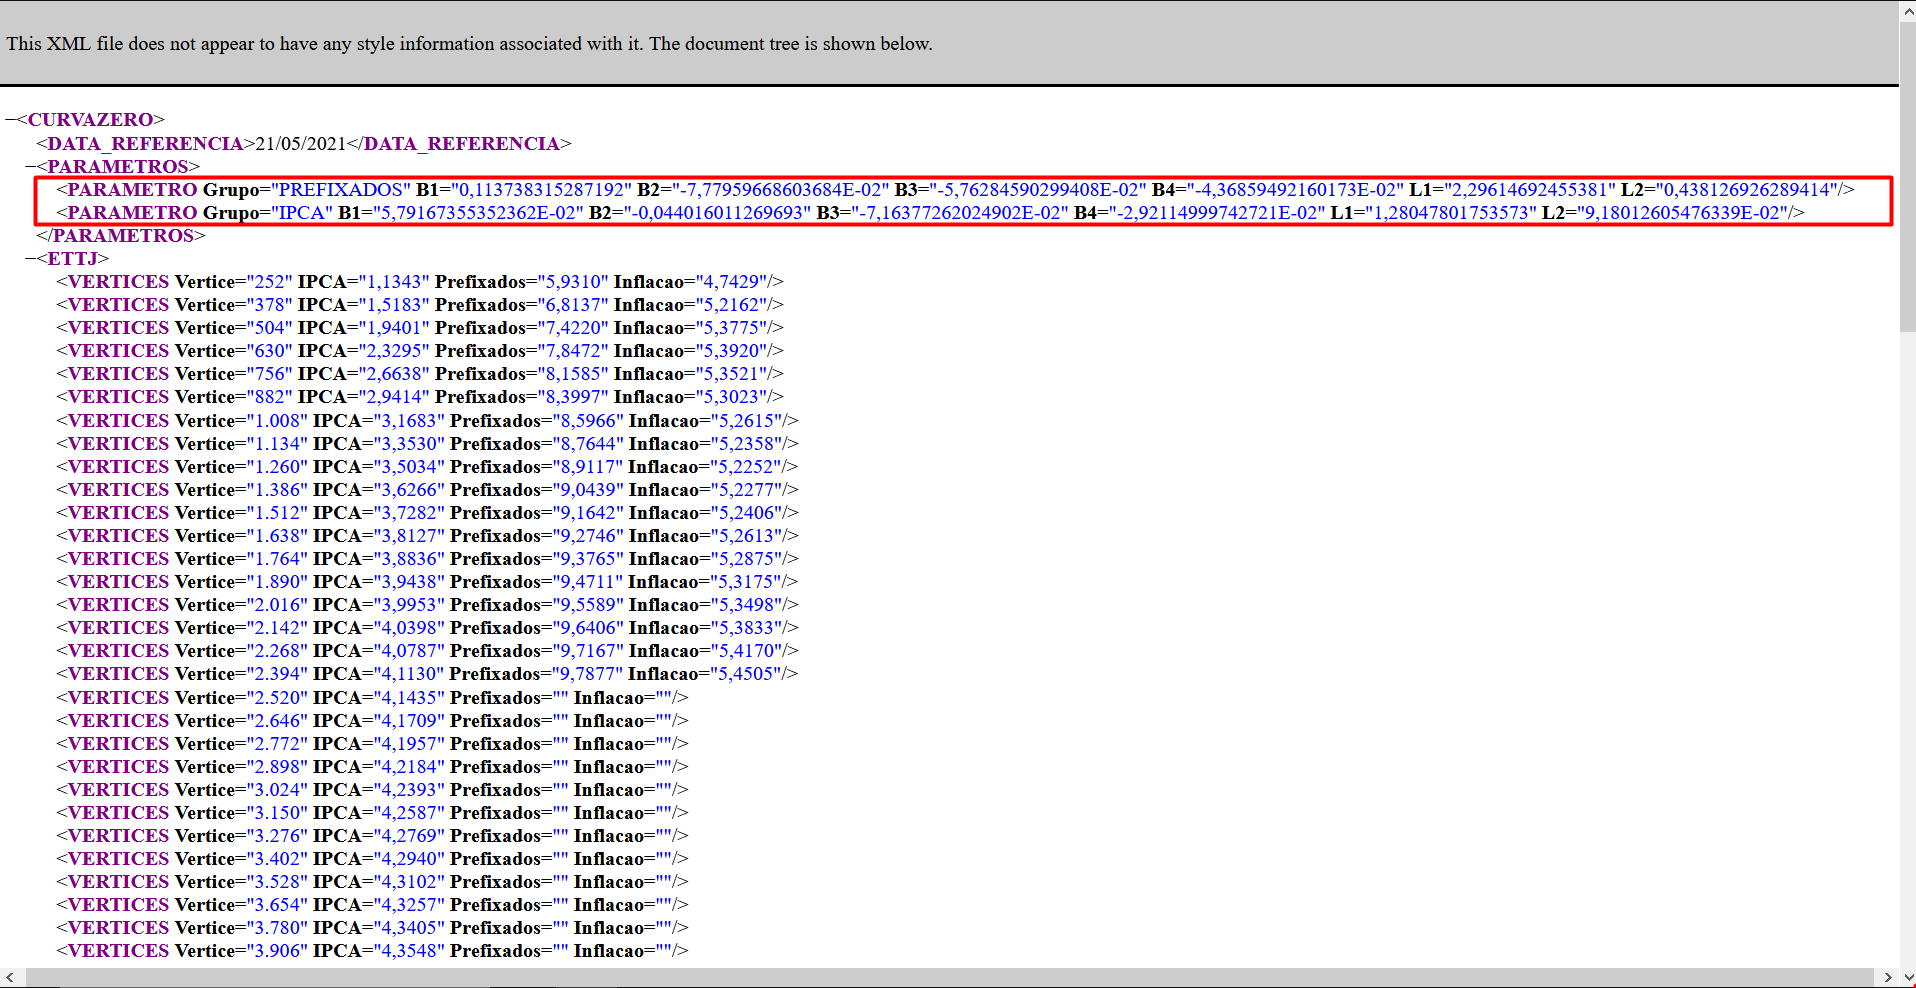 This XML file does not appear to have any style information associated with it. The document tree is shown below.
−<CURVAZERO>
<DATA_REFERENCIA>21/05/2021</DATA_REFERENCIA>
−<PARAMETROS>
<PARAMETRO Grupo="PREFIXADOS" B1="0,113738315287192" B2="-7,77959668603684E-02" B3="-5,76284590299408E-02" B4="-4,36859492160173E-02" L1="2,29614692455381" L2="0,438126926289414"/>
<PARAMETRO Grupo="IPCA" B1="5,79167355352362E-02" B2="-0,044016011269693" B3="-7,16377262024902E-02" B4="-2,92114999742721E-02" L1="1,28047801753573" L2="9,18012605476339E-02"/>
</PARAMETROS>
−<ETTJ>
<VERTICES Vertice="252" IPCA="1,1343" Prefixados="5,9310" Inflacao="4,7429"/>
<VERTICES Vertice="378" IPCA="1,5183" Prefixados="6,8137" Inflacao="5,2162"/>
<VERTICES Vertice="504" IPCA="1,9401" Prefixados="7,4220" Inflacao="5,3775"/>
<VERTICES Vertice="630" IPCA="2,3295" Prefixados="7,8472" Inflacao="5,3920"/>
<VERTICES Vertice="756" IPCA="2,6638" Prefixados="8,1585" Inflacao="5,3521"/>
<VERTICES Vertice="882" IPCA="2,9414" Prefixados="8,3997" Inflacao="5,3023"/>
<VERTICES Vertice="1.008" IPCA="3,1683" Prefixados="8,5966" Inflacao="5,2615"/>
<VERTICES Vertice="1.134" IPCA="3,3530" Prefixados="8,7644" Inflacao="5,2358"/>
<VERTICES Vertice="1.260" IPCA="3,5034" Prefixados="8,9117" Inflacao="5,2252"/>
<VERTICES Vertice="1.386" IPCA="3,6266" Prefixados="9,0439" Inflacao="5,2277"/>
<VERTICES Vertice="1.512" IPCA="3,7282" Prefixados="9,1642" Inflacao="5,2406"/>
<VERTICES Vertice="1.638" IPCA="3,8127" Prefixados="9,2746" Inflacao="5,2613"/>
<VERTICES Vertice="1.764" IPCA="3,8836" Prefixados="9,3765" Inflacao="5,2875"/>
<VERTICES Vertice="1.890" IPCA="3,9438" Prefixados="9,4711" Inflacao="5,3175"/>
<VERTICES Vertice="2.016" IPCA="3,9953" Prefixados="9,5589" Inflacao="5,3498"/>
<VERTICES Vertice="2.142" IPCA="4,0398" Prefixados="9,6406" Inflacao="5,3833"/>
<VERTICES Vertice="2.268" IPCA="4,0787" Prefixados="9,7167" Inflacao="5,4170"/>
<VERTICES Vertice="2.394" IPCA="4,1130" Prefixados="9,7877" Inflacao="5,4505"/>
<VERTICES Vertice="2.520" IPCA="4,1435" Prefixados="" Inflacao=""/>
<VERTICES Vertice="2.646" IPCA="4,1709" Prefixados="" Inflacao=""/>
<VERTICES Vertice="2.772" IPCA="4,1957" Prefixados="" Inflacao=""/>
<VERTICES Vertice="2.898" IPCA="4,2184" Prefixados="" Inflacao=""/>
<VERTICES Vertice="3.024" IPCA="4,2393" Prefixados="" Inflacao=""/>
<VERTICES Vertice="3.150" IPCA="4,2587" Prefixados="" Inflacao=""/>
<VERTICES Vertice="3.276" IPCA="4,2769" Prefixados="" Inflacao=""/>
<VERTICES Vertice="3.402" IPCA="4,2940" Prefixados="" Inflacao=""/>
<VERTICES Vertice="3.528" IPCA="4,3102" Prefixados="" Inflacao=""/>
<VERTICES Vertice="3.654" IPCA="4,3257" Prefixados="" Inflacao=""/>
<VERTICES Vertice="3.780" IPCA="4,3405" Prefixados="" Inflacao=""/>
<VERTICES Vertice="3.906" IPCA="4,3548" Prefixados="" Inflacao=""/>